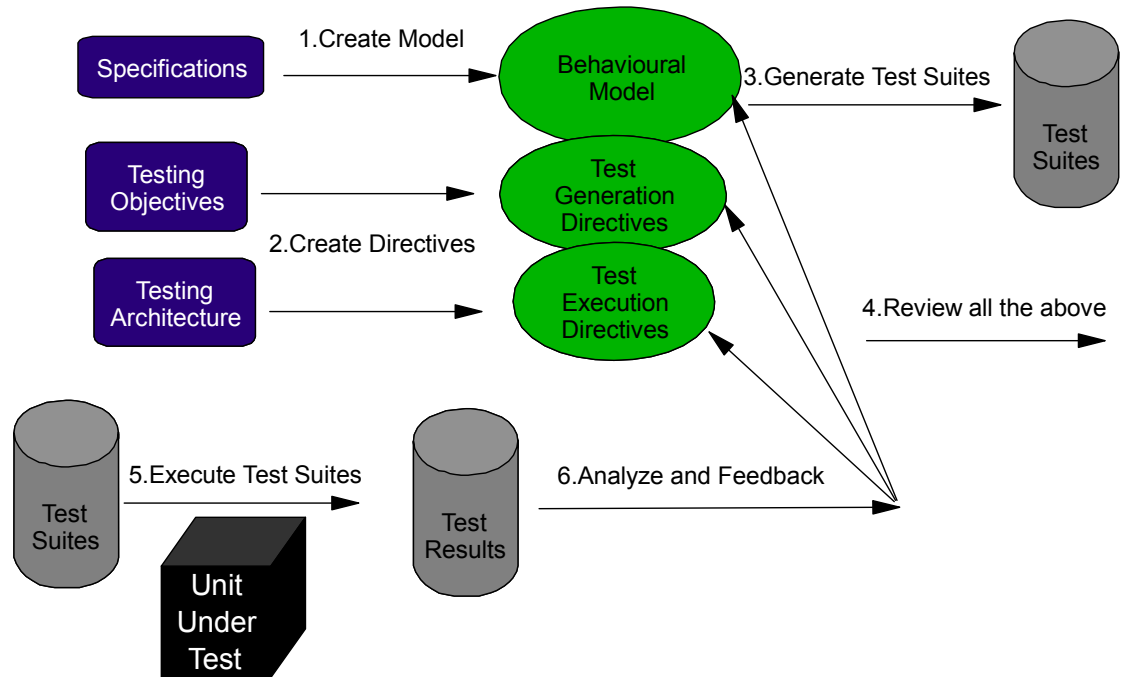 1.Create Model
Specifications
Behavioural
Model
3.Generate Test Suites
Test
Suites
Testing
Objectives
Test
Generation
Directives
2.Create Directives
Testing
Architecture
Test
Execution
Directives
4.Review all the above
Test
Suites
5.Execute Test Suites
Unit
Under
Test
Test
Results
6.Analyze and Feedback